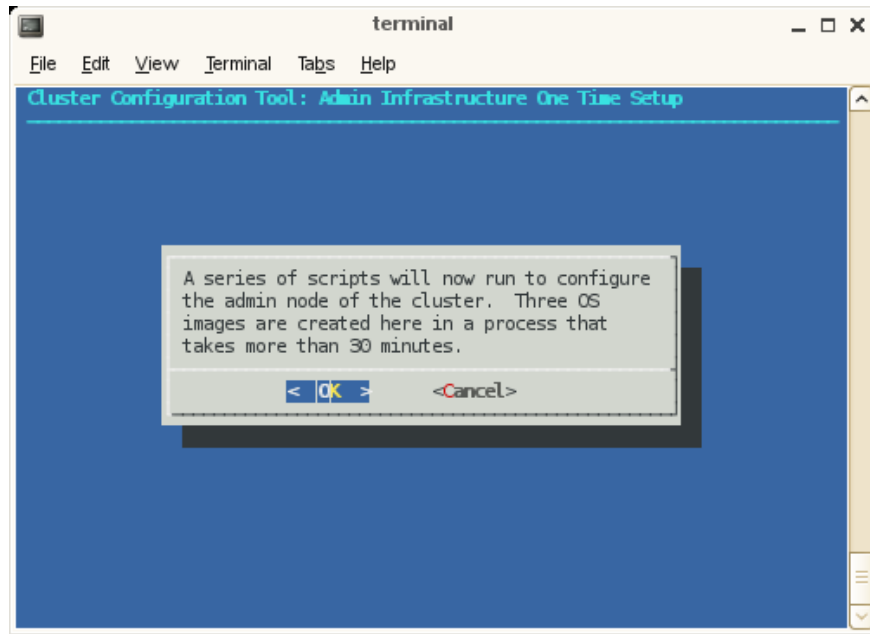 terminal
File Edit View Terminal Tabs Help
Cluster Configuration Tool: Admin Infrastructure One Time Setup
A series of scripts will now run to configure
the admin node of the cluster.  Three OS
images are created here in a process that
takes more than 30 minutes.
< OK > <Cancel>